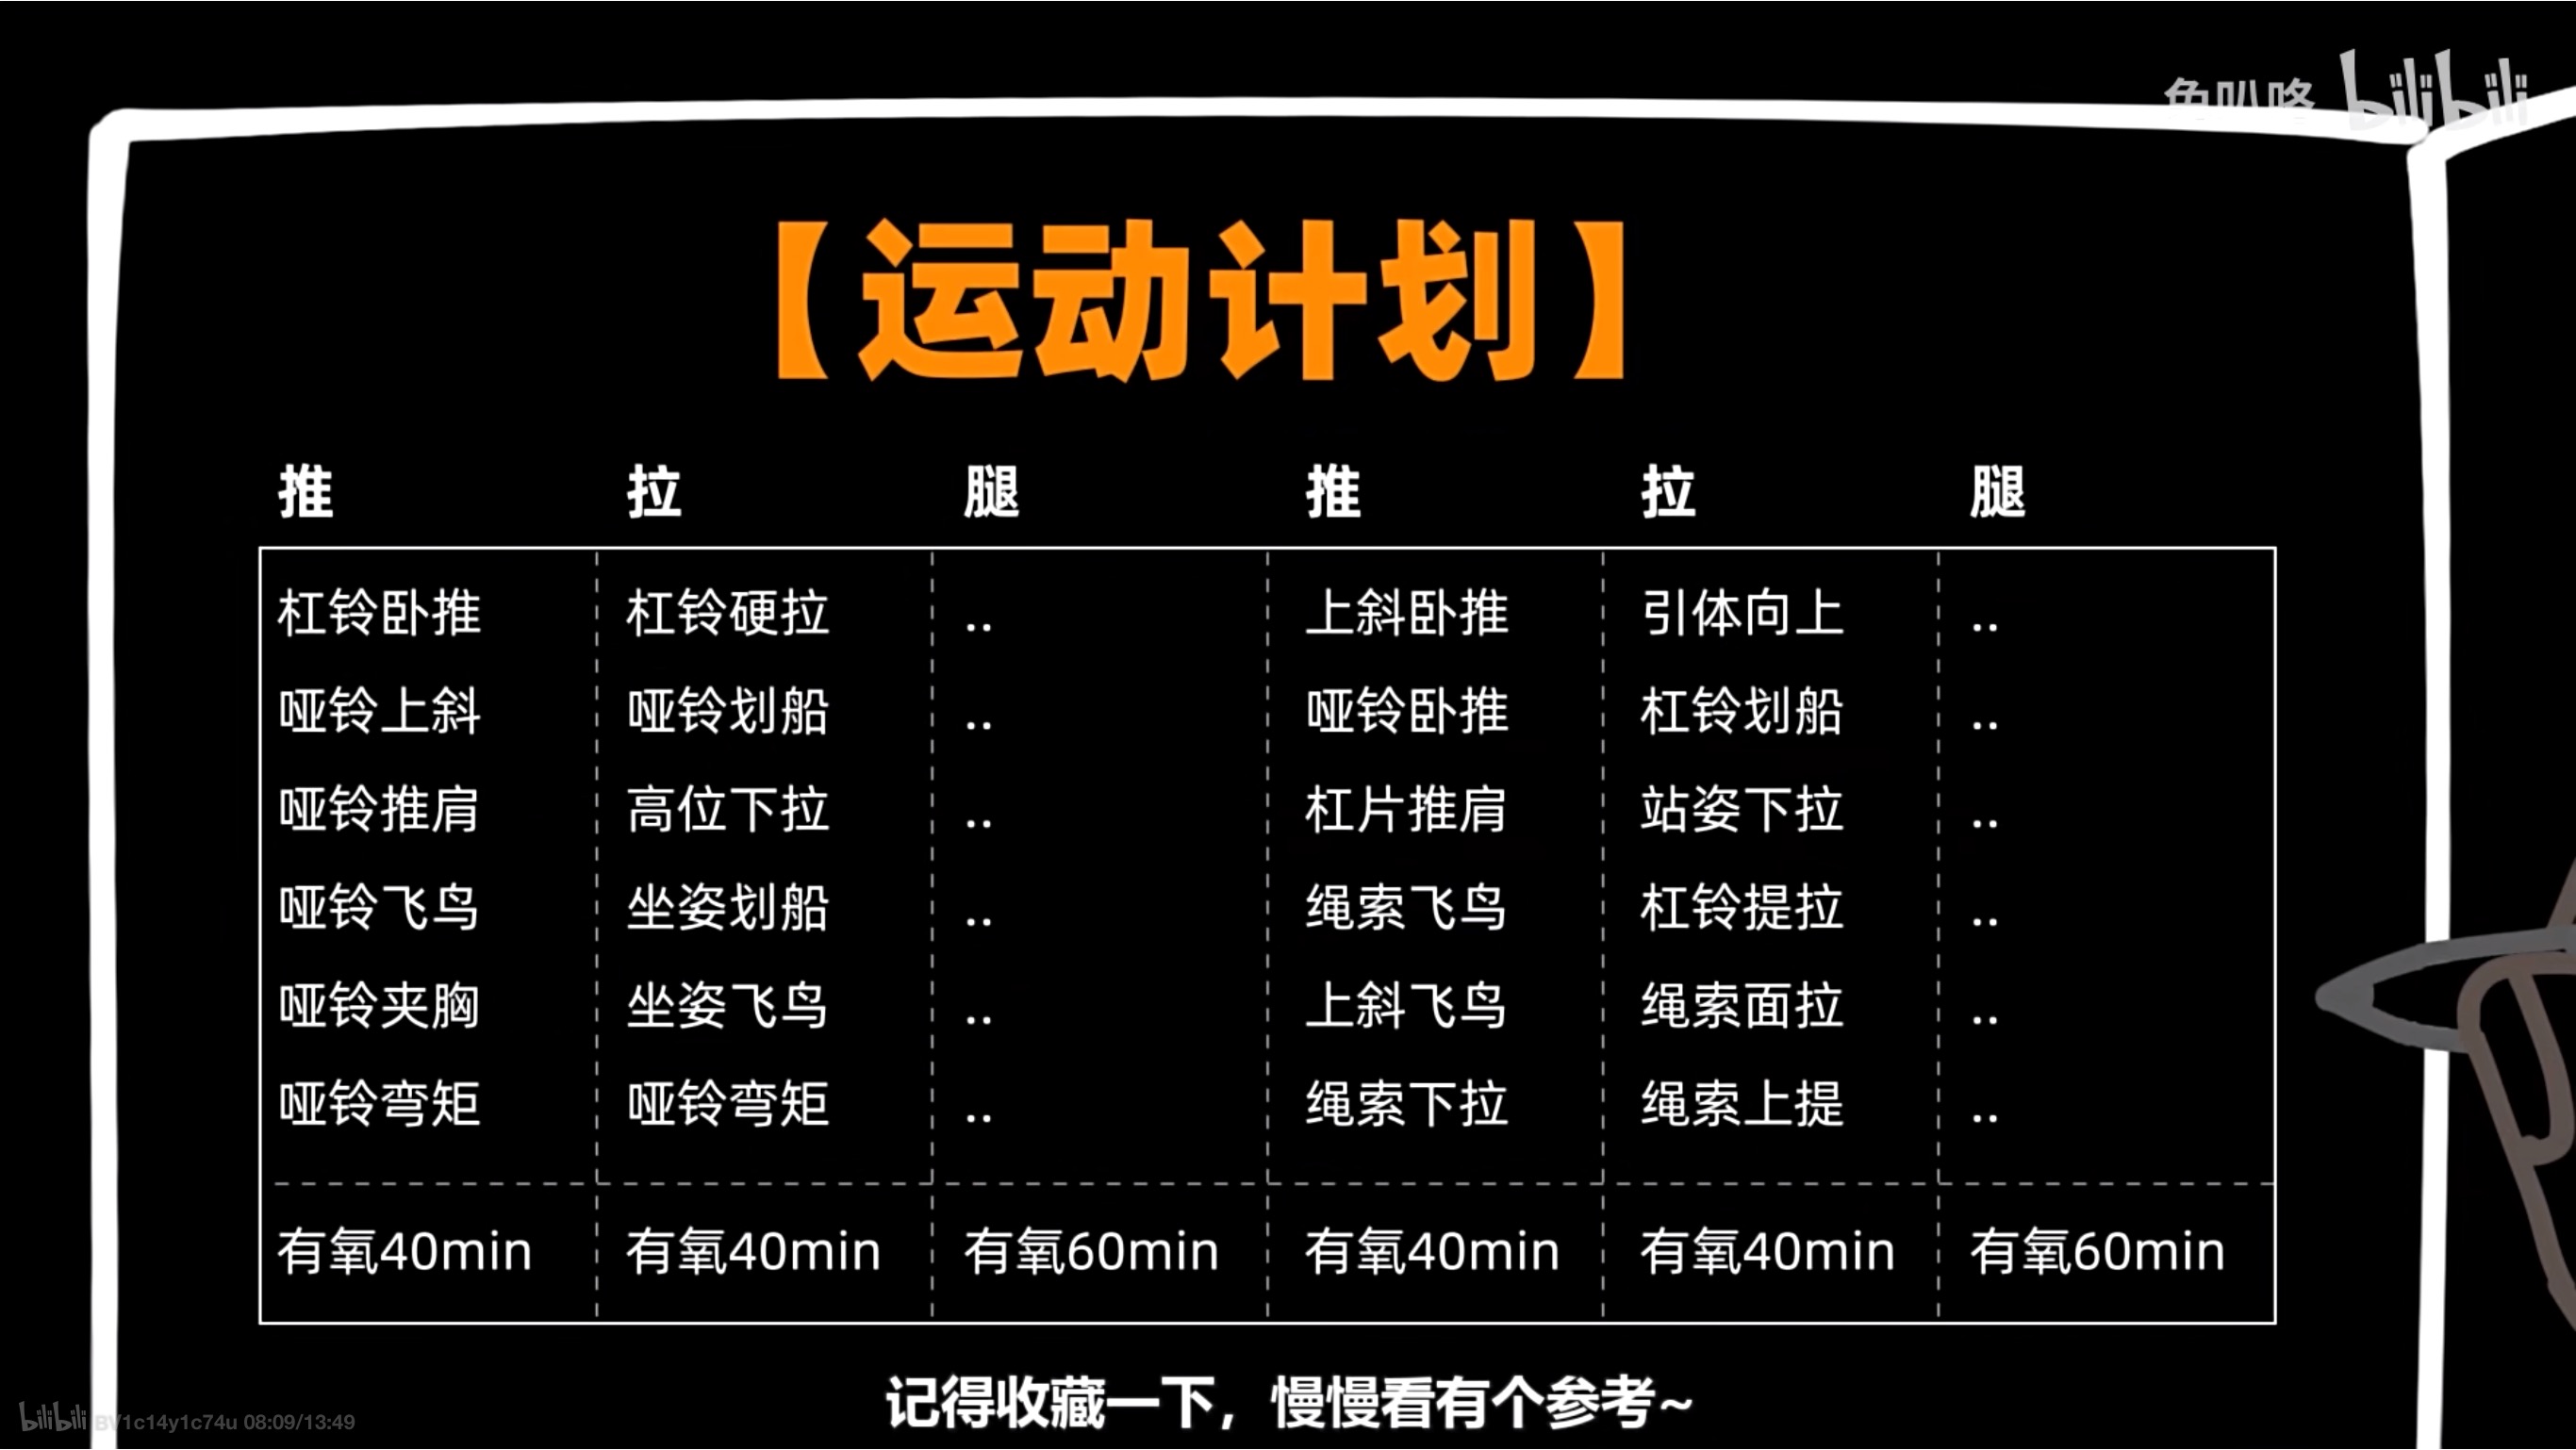 bilibili
【运动计划】
推 拉 腿 推 拉 腿
杠铃卧推 杠铃硬拉 .. 上斜卧推 引体向上 ..
哑铃上斜 哑铃划船 .. 哑铃卧推 杠铃划船 ..
哑铃推肩 高位下拉 .. 杠片推肩 站姿下拉 ..
哑铃飞鸟 坐姿划船 .. 绳索飞鸟 杠铃提拉 ..
哑铃夹胸 坐姿飞鸟 .. 上斜飞鸟 绳索面拉 ..
哑铃弯矩 哑铃弯矩 .. 绳索下拉 绳索上提 ..
有氧40min 有氧40min 有氧60min 有氧40min 有氧40min 有氧60min
记得收藏一下，慢慢看有个参考~
bilibili BV1c14y1c74u 08:09/13:49